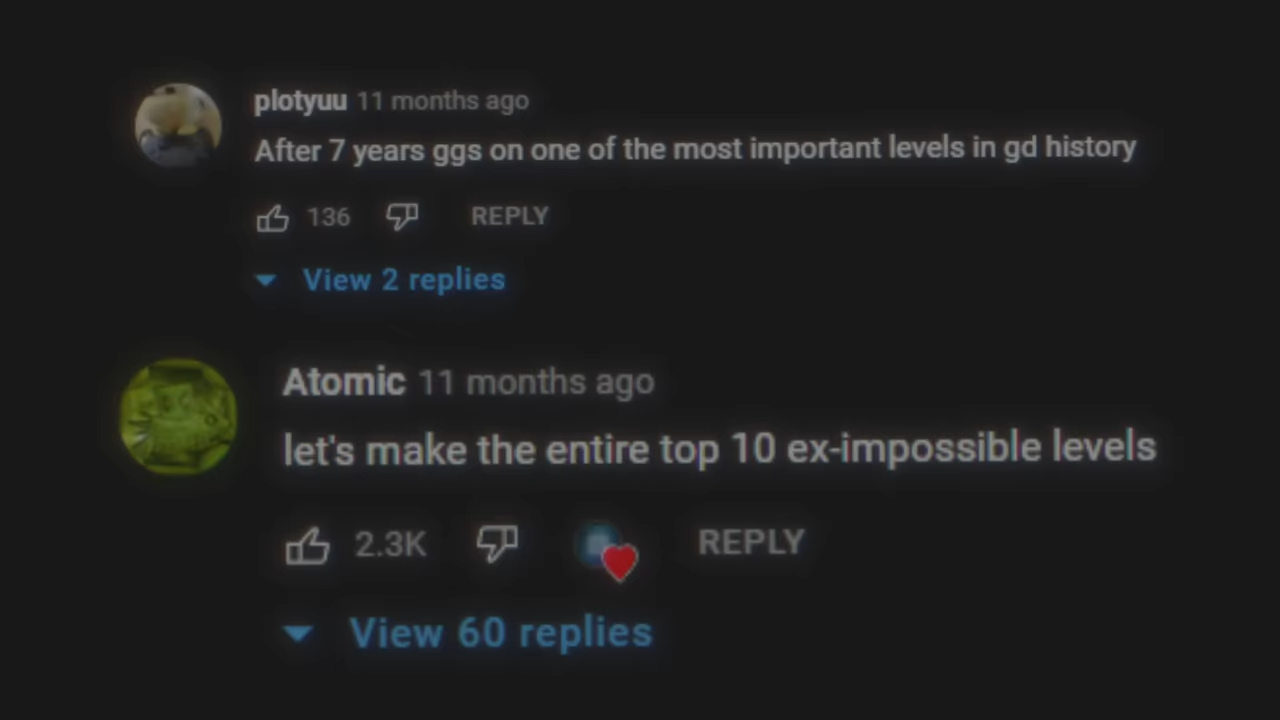 plotyuu 11 months ago
After 7 years ggs on one of the most important levels in gd history
136 REPLY
View 2 replies
Atomic 11 months ago
let's make the entire top 10 ex-impossible levels
2.3K REPLY
View 60 replies